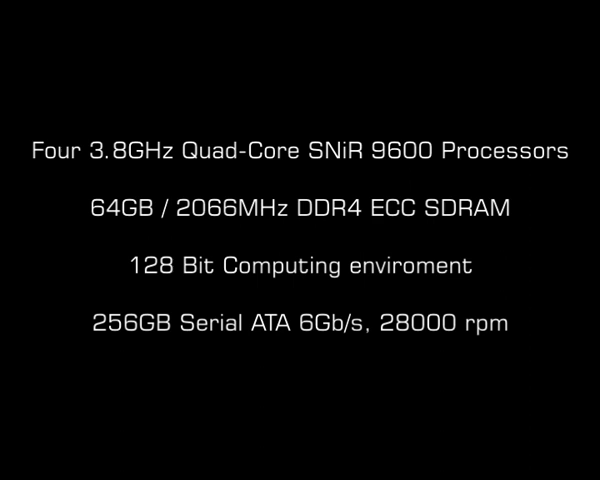 Four 3.8GHz Quad-Core SNiR 9600 Processors
64GB / 2066MHz DDR4 ECC SDRAM
128 Bit Computing enviroment
256GB Serial ATA 6Gb/s, 28000 rpm